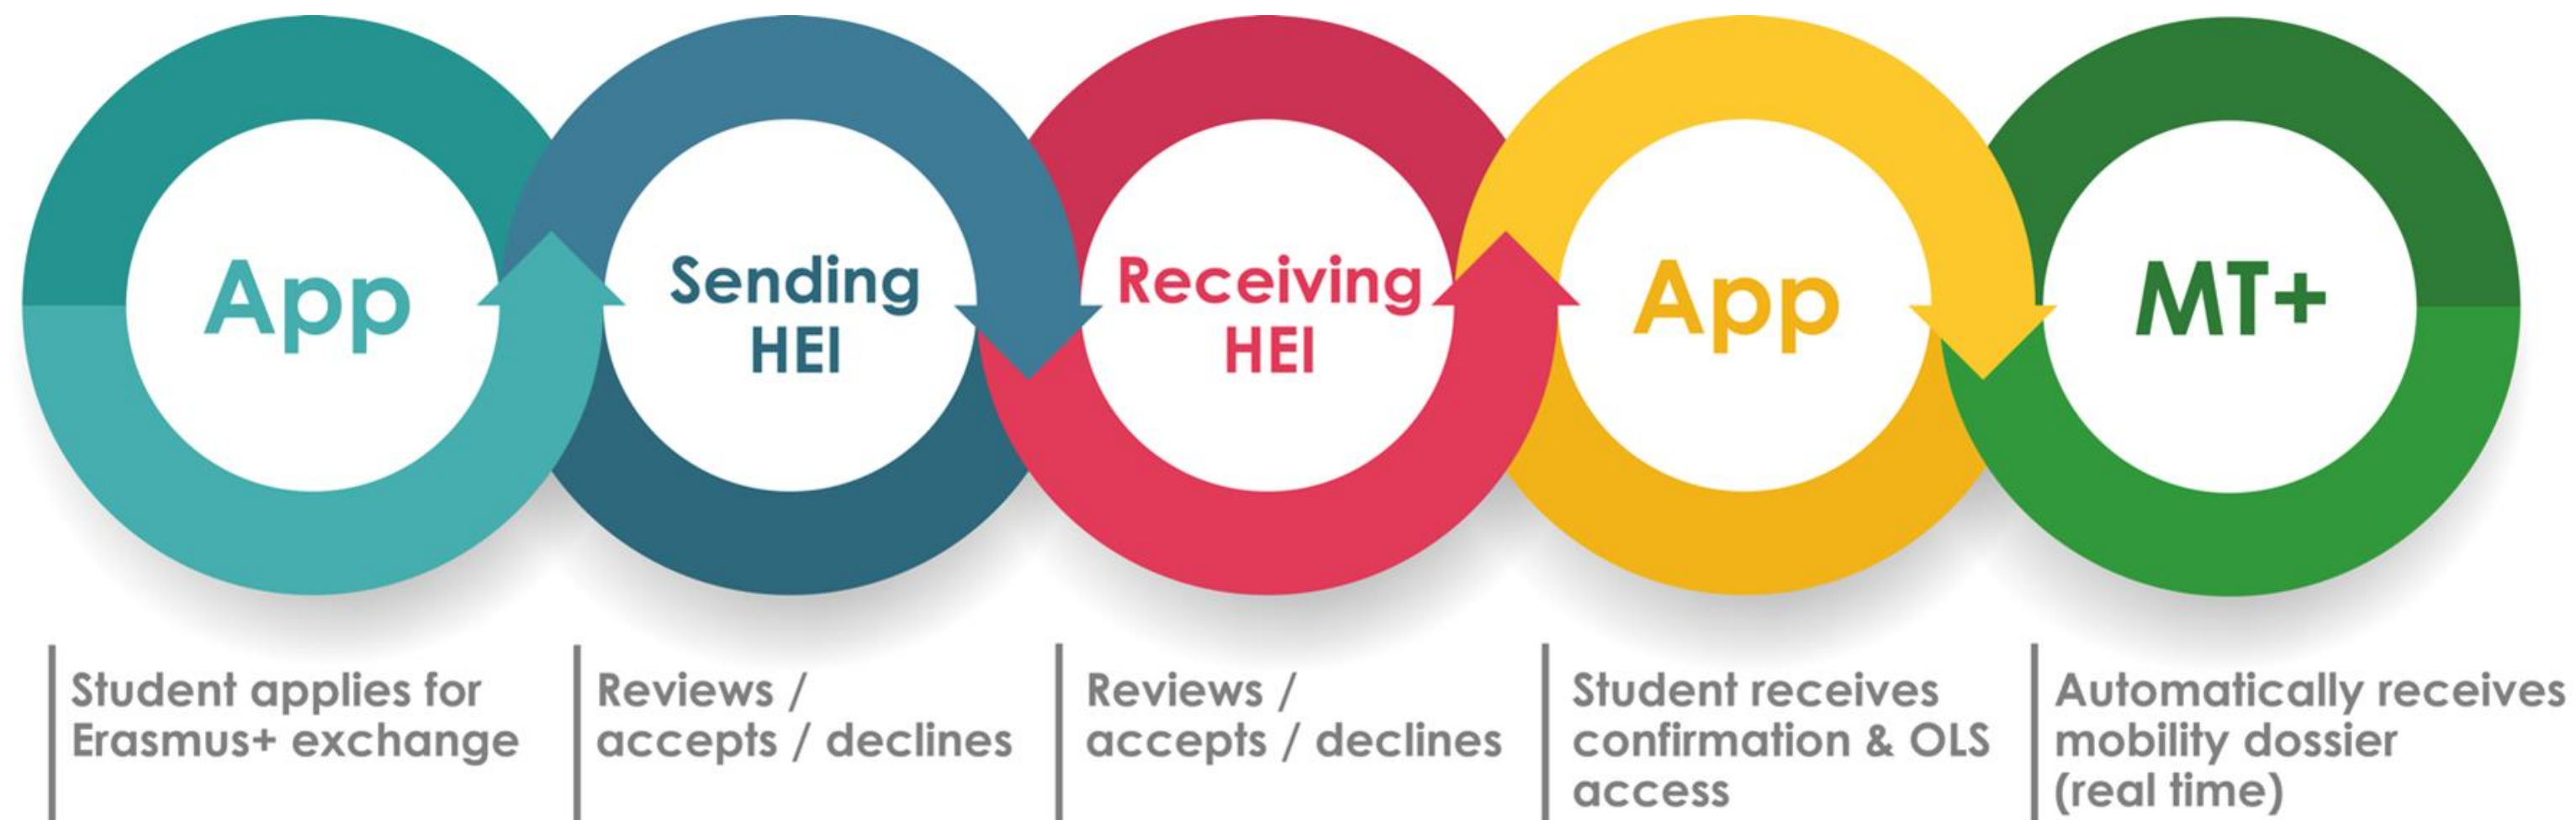 App
Sending
HEI
Receiving
HEI
App
MT+
Student applies for
Erasmus+ exchange
Reviews /
accepts / declines
Reviews /
accepts / declines
Student receives
confirmation & OLS
access
Automatically receives
mobility dossier
(real time)